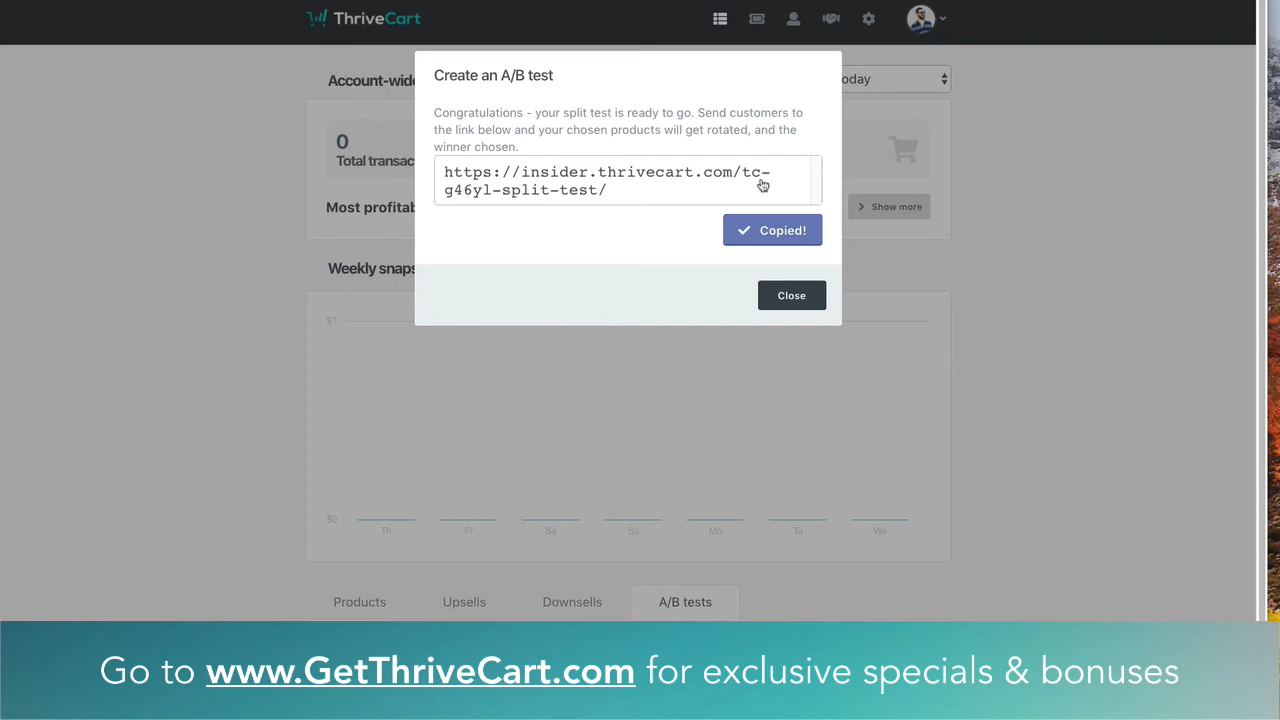 ThriveCart
Create an A/B test
Account-wide
oday
Congratulations - your split test is ready to go. Send customers to
the link below and your chosen products will get rotated, and the
winner chosen.
0
Total transac
https://insider.thrivecart.com/tc-
g46yl-split-test/
Most profitab
Show more
Copied!
Weekly snaps
Close
$1
$0
Th Fr Sa Su Mo Tu We
Products Upsells Downsells A/B tests
Go to www.GetThriveCart.com for exclusive specials & bonuses